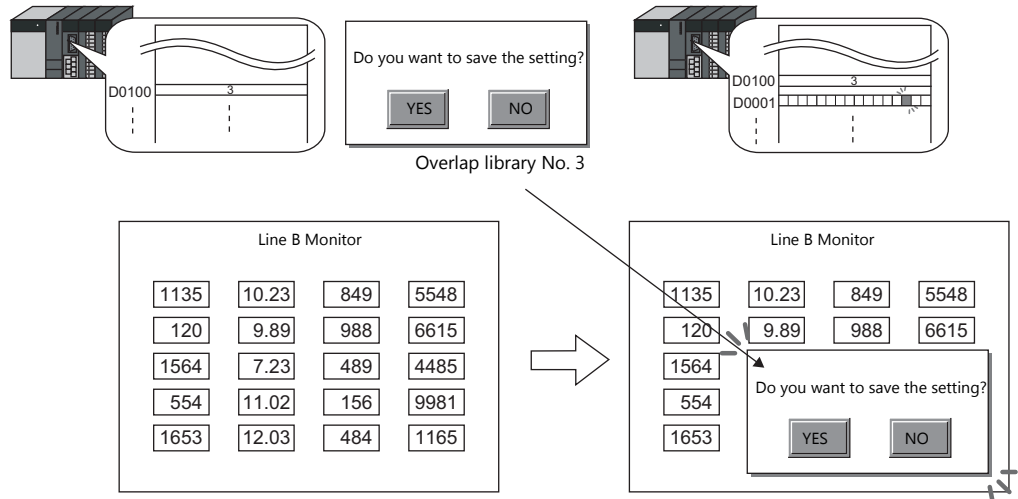 D0100
3
Do you want to save the setting?
YES NO
Overlap library No. 3
D0100
3
D0001
Line B Monitor
1135 10.23 849 5548
120 9.89 988 6615
1564 7.23 489 4485
554 11.02 156 9981
1653 12.03 484 1165
Line B Monitor
1135 10.23 849 5548
120 9.89 988 6615
1564
554
1653
Do you want to save the setting?
YES NO